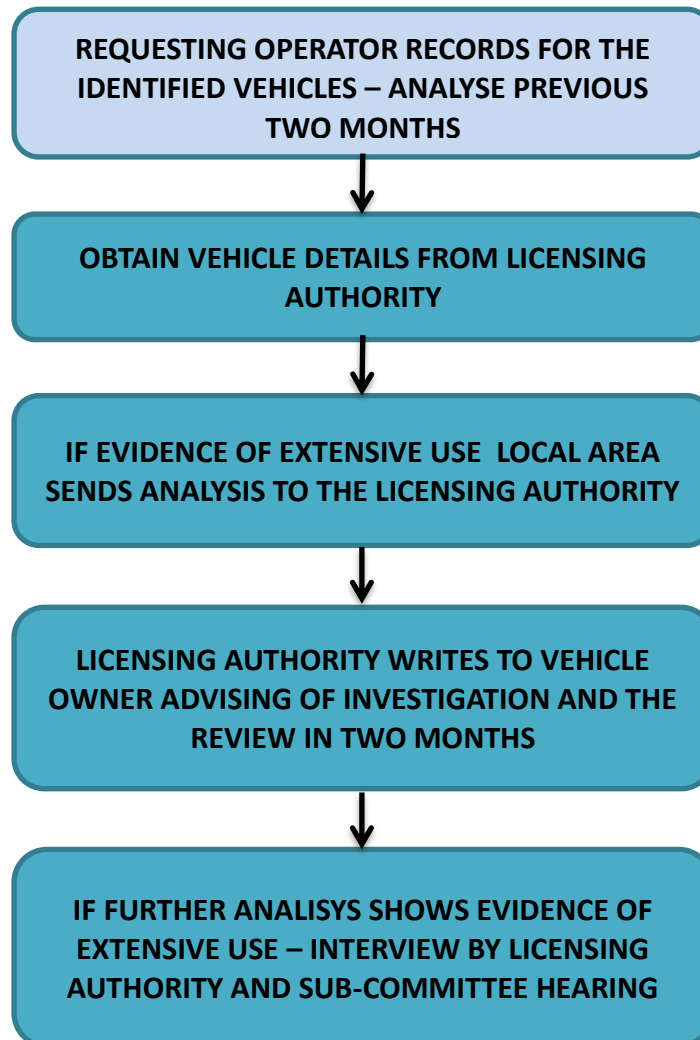 REQUESTING OPERATOR RECORDS FOR THE
IDENTIFIED VEHICLES – ANALYSE PREVIOUS
TWO MONTHS
OBTAIN VEHICLE DETAILS FROM LICENSING
AUTHORITY
IF EVIDENCE OF EXTENSIVE USE LOCAL AREA
SENDS ANALYSIS TO THE LICENSING AUTHORITY
LICENSING AUTHORITY WRITES TO VEHICLE
OWNER ADVISING OF INVESTIGATION AND THE
REVIEW IN TWO MONTHS
IF FURTHER ANALISYS SHOWS EVIDENCE OF
EXTENSIVE USE – INTERVIEW BY LICENSING
AUTHORITY AND SUB-COMMITTEE HEARING